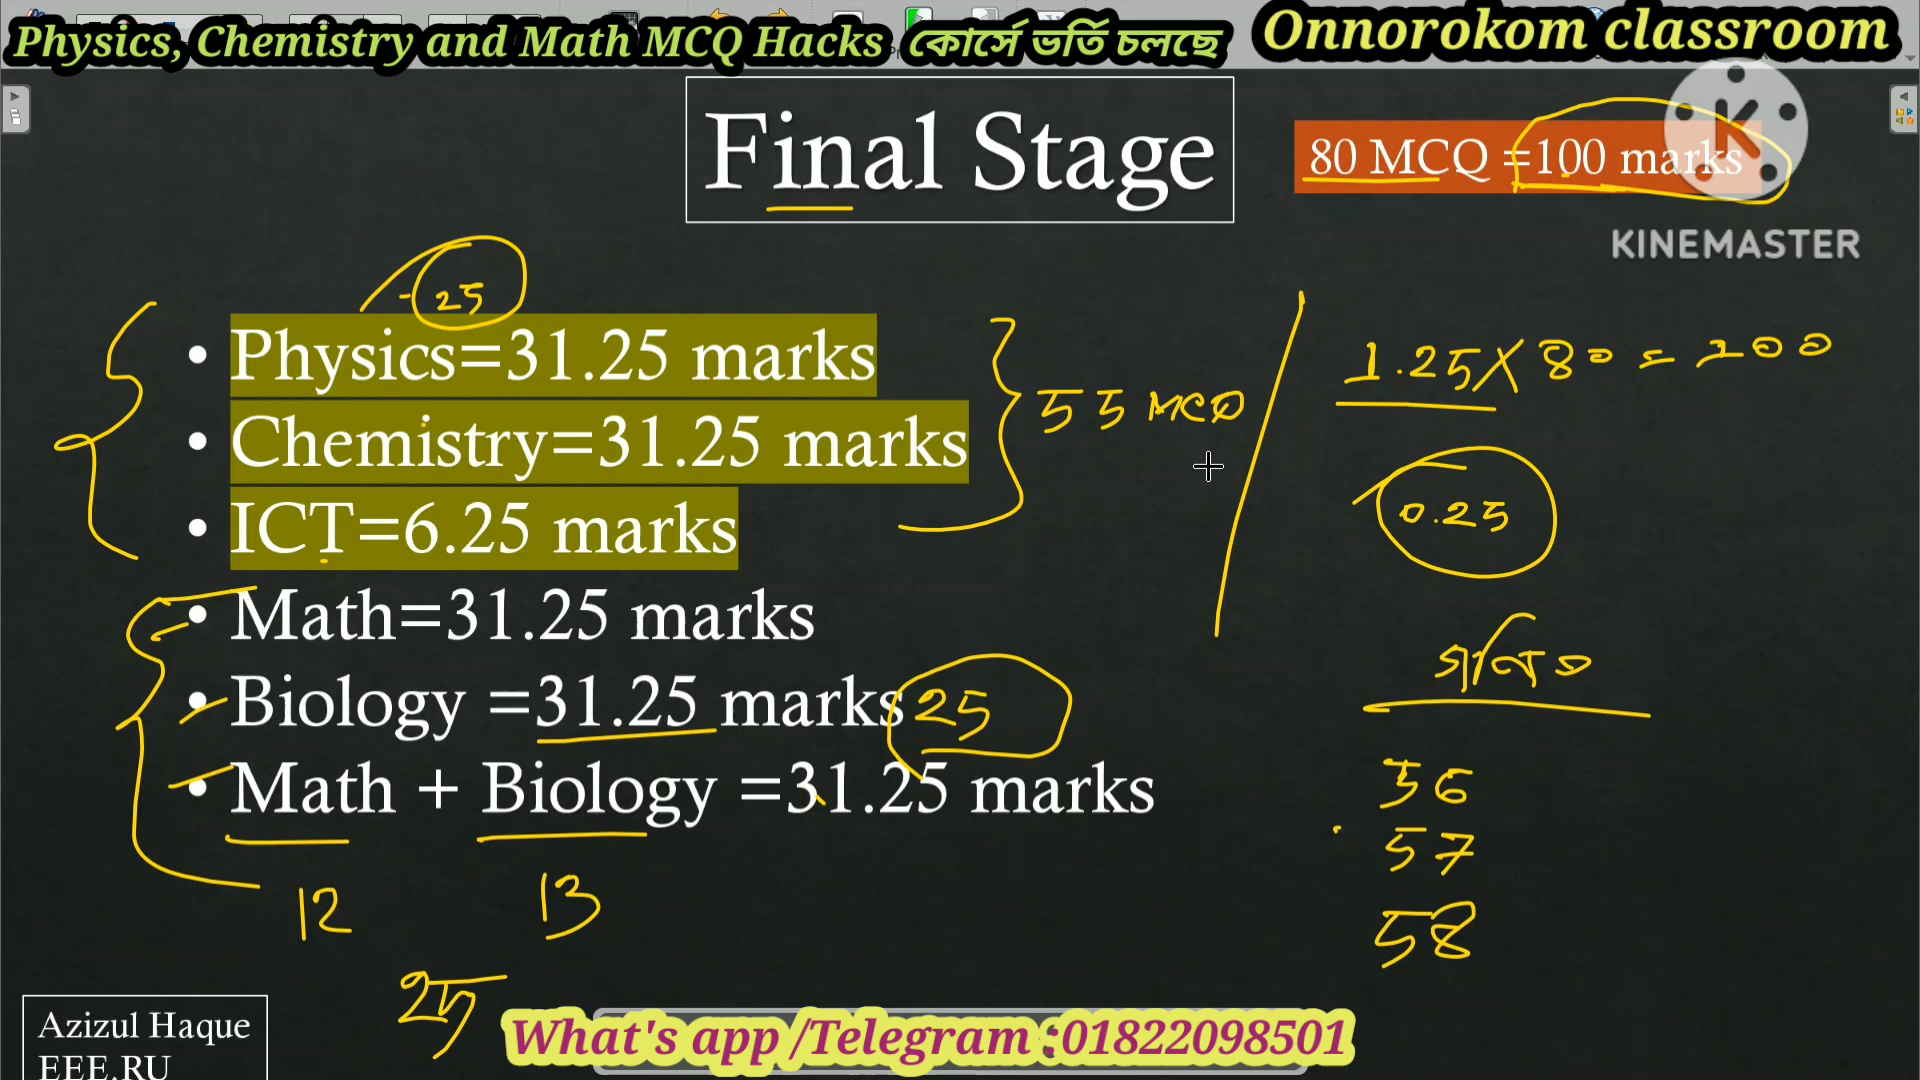 Physics, Chemistry and Math MCQ Hacks কোর্সে ভর্তি চলছে Onnorokom classroom
Final Stage
80 MCQ =100 marks
KINEMASTER
-25
• Physics=31.25 marks
• Chemistry=31.25 marks
• ICT=6.25 marks
55 MCQ
1.25 X 80 = 100
0.25
• Math=31.25 marks
• Biology =31.25 marks 25
• Math + Biology =31.25 marks
12 13
25
56
57
58
Azizul Haque
EEE.RU
What's app /Telegram :01822098501